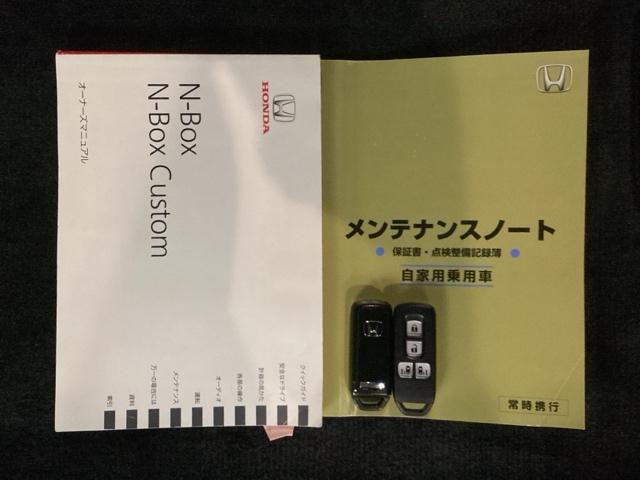 HONDA
N-Box
N-Box Custom
オーナーズマニュアル
クイックガイド
安全なドライブ
計器の見かた
各部の操作
オーディオ
運転
メンテナンス
万一の場合には
資料
索引
メンテナンスノート
保証書・点検整備記録簿
自家用乗用車
常時携行